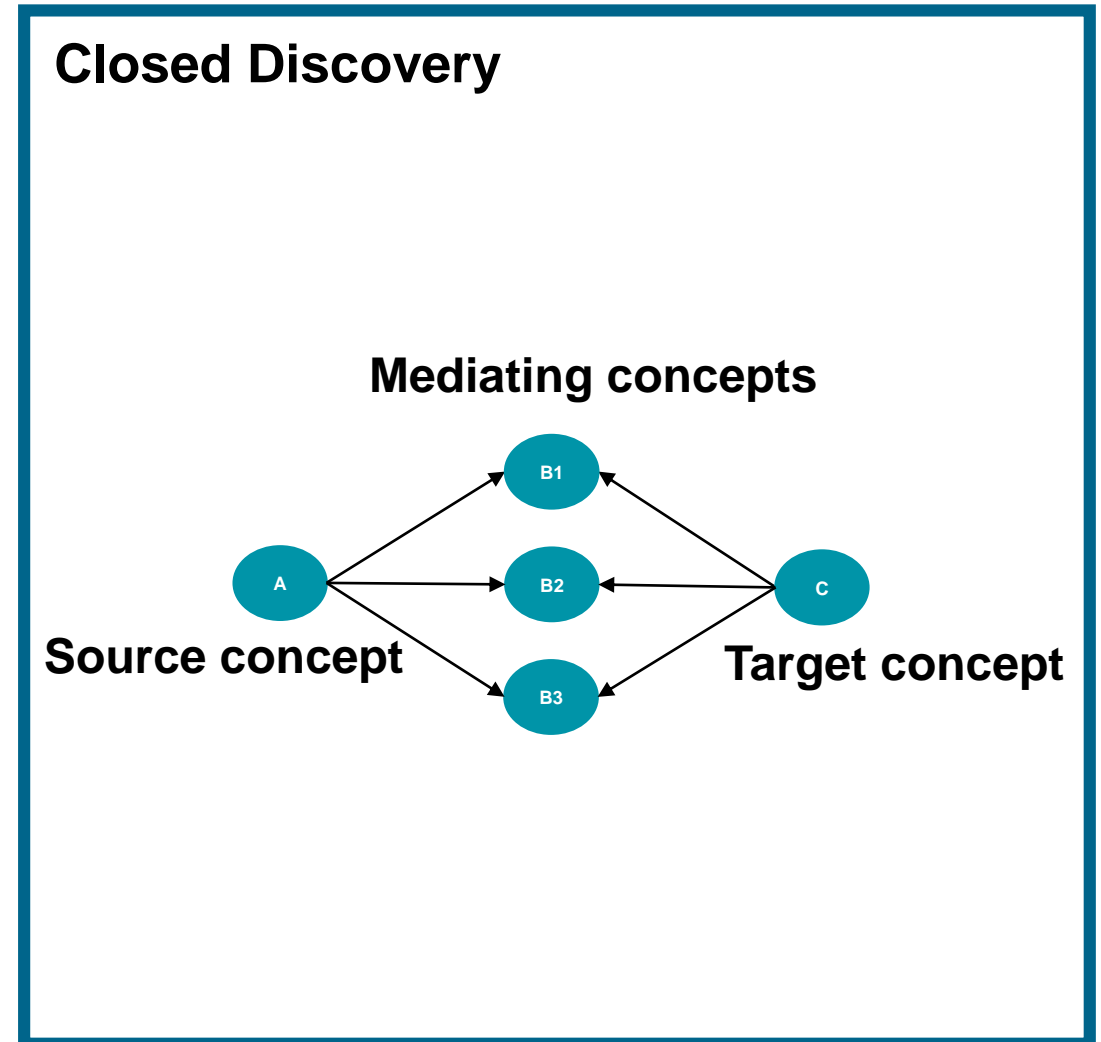 Closed Discovery
Mediating concepts
B1
A
B2
C
Source concept
Target concept
B3